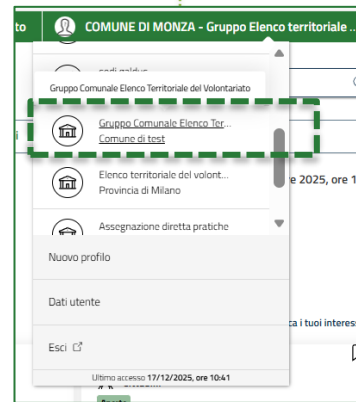 to
COMUNE DI MONZA - Gruppo Elenco territoriale ...
Gruppo Comunale Elenco Territoriale del Volontariato
Gruppo Comunale Elenco Ter...
Comune di test
Elenco territoriale del volont...
Provincia di Milano
e 2025, ore 1
Assegnazione diretta pratiche
Nuovo profilo
Dati utente
ca i tuoi interes
Esci
Ultimo accesso 17/12/2025, ore 10:41